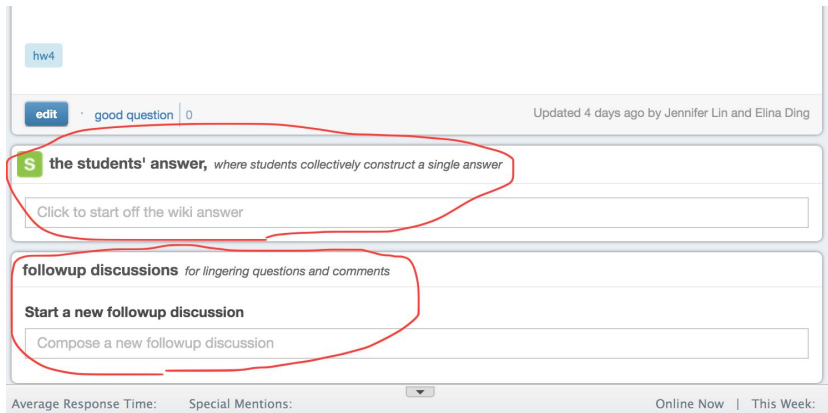 hw4
edit · good question 0 Updated 4 days ago by Jennifer Lin and Elina Ding
S the students' answer, where students collectively construct a single answer
Click to start off the wiki answer
followup discussions for lingering questions and comments
Start a new followup discussion
Compose a new followup discussion
Average Response Time: Special Mentions: Online Now | This Week: